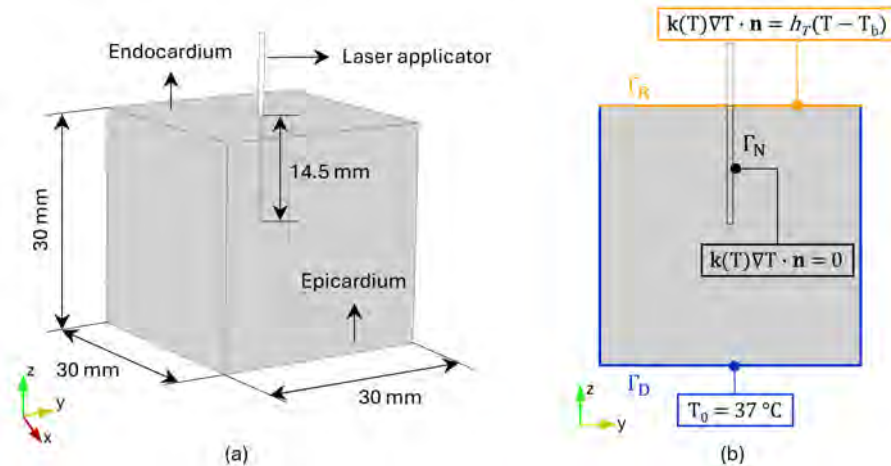 Endocardium
Laser applicator
14.5 mm
30 mm
Epicardium
30 mm
30 mm
z
y
x
(a)
k(T)∇T · n = h_T(T − T_b)
Γ_R
Γ_N
k(T)∇T · n = 0
Γ_D
T_0 = 37 °C
z
y
(b)